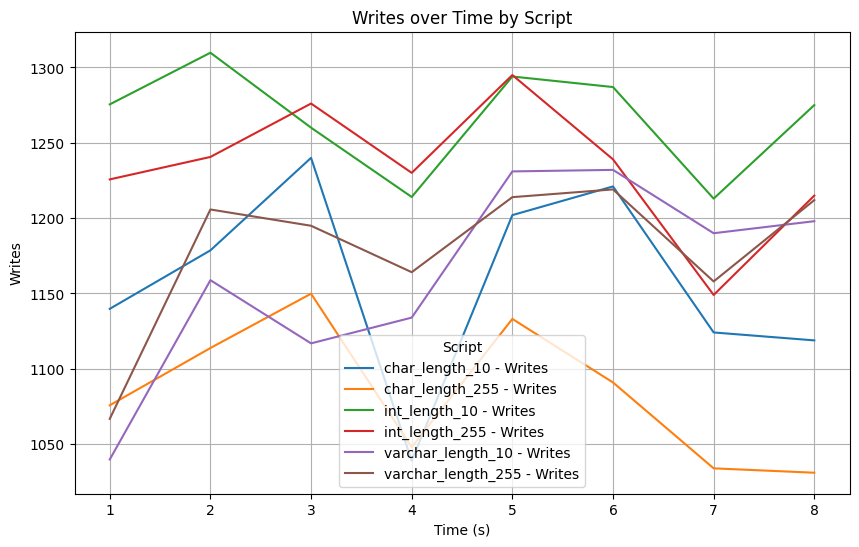 Writes over Time by Script
1300
1250
1200
1150
1100
1050
Writes
Script
char_length_10 - Writes
char_length_255 - Writes
int_length_10 - Writes
int_length_255 - Writes
varchar_length_10 - Writes
varchar_length_255 - Writes
1 2 3 4 5 6 7 8
Time (s)